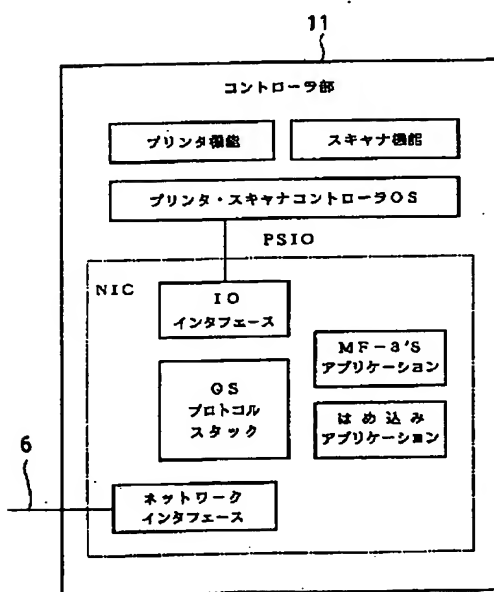 11
コントローラ部
プリンタ機能
スキャナ機能
プリンタ・スキャナコントローラOS
PSIO
NIC
IO
インタフェース
MF-3'S
アプリケーション
OS
プロトコル
スタック
はめ込み
アプリケーション
6
ネットワーク
インタフェース